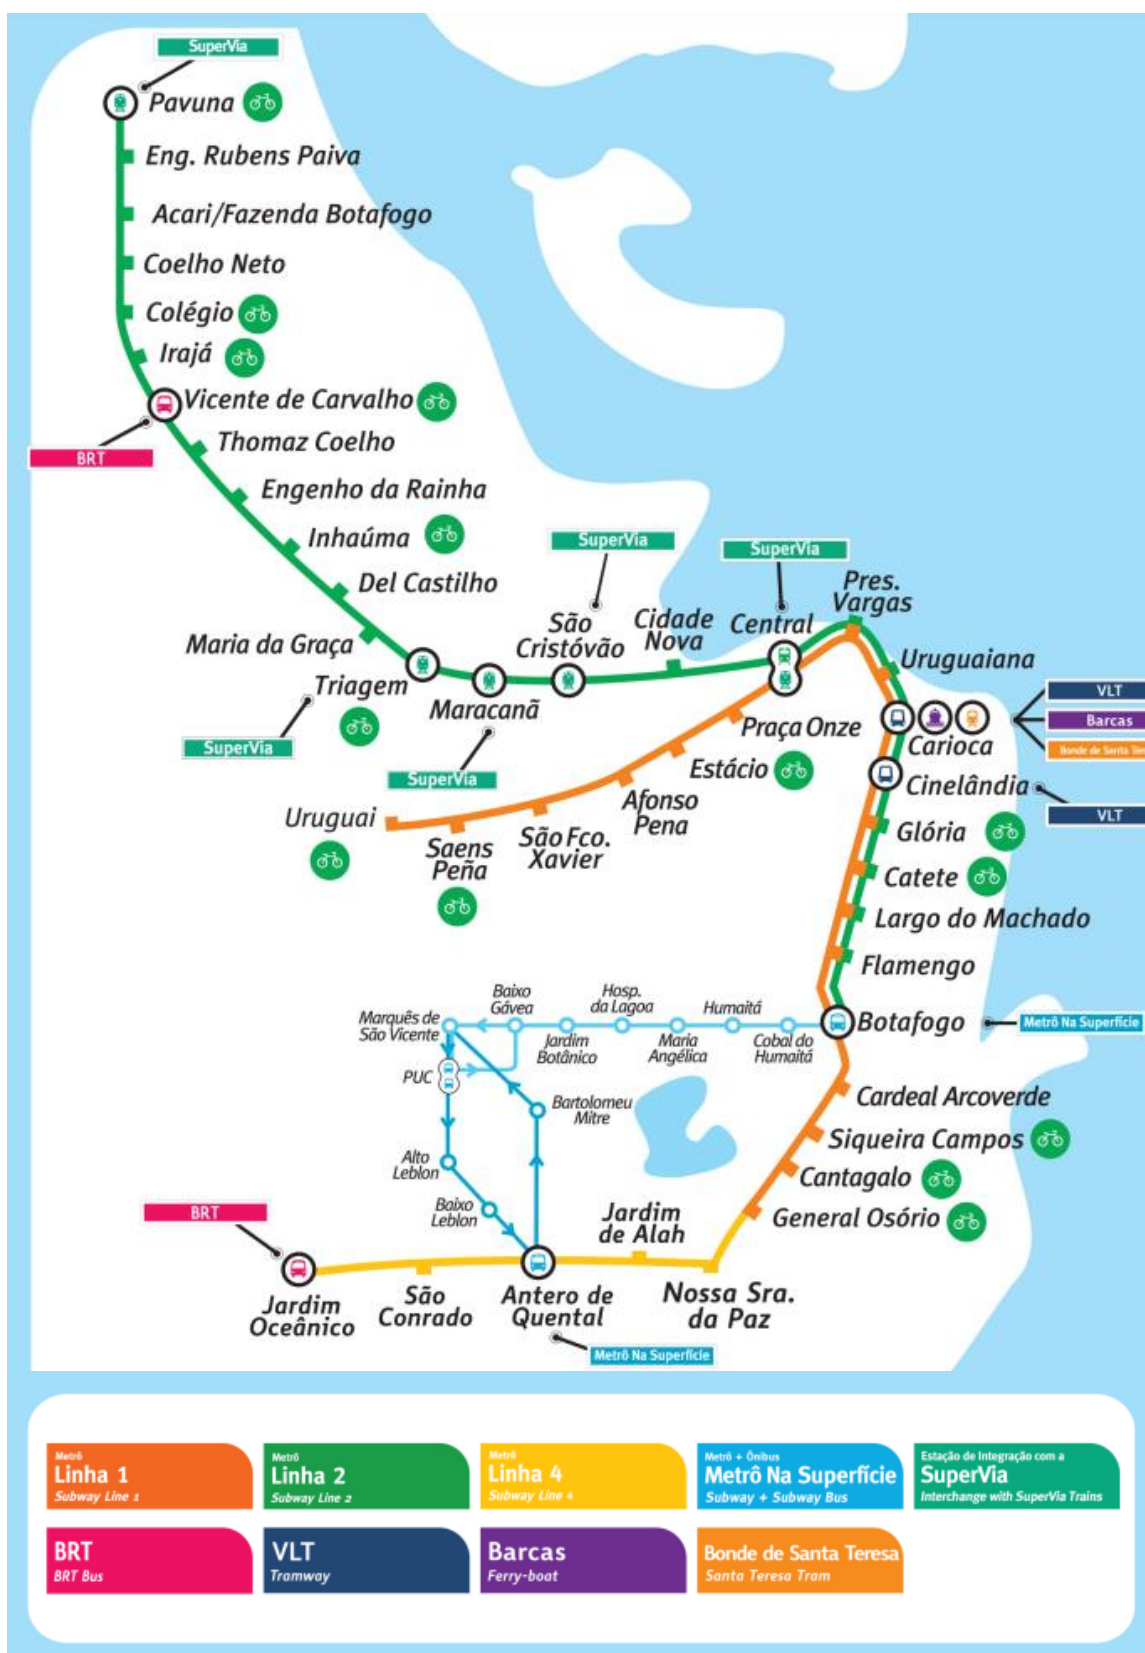 SuperVia
Pavuna
Eng. Rubens Paiva
Acari/Fazenda Botafogo
Coelho Neto
Colégio
Irajá
Vicente de Carvalho
BRT
Thomaz Coelho
Engenho da Rainha
Inhaúma
Del Castilho
Maria da Graça
Triagem
SuperVia
Maracanã
SuperVia
SuperVia
São
Cristóvão
Cidade
Nova
SuperVia
Central
Pres.
Vargas
Uruguaiana
VLT
Barcas
Bonde de Santa Tere
Carioca
Cinelândia
VLT
Praça Onze
Estácio
Afonso
Pena
São Fco.
Xavier
Saens
Peña
Uruguai
Glória
Catete
Largo do Machado
Flamengo
Botafogo
Metrô Na Superfície
Baixo
Gávea
Hosp.
da Lagoa
Humaitá
Marquês de
São Vicente
Jardim
Botânico
Maria
Angélica
Cobal do
Humaitá
PUC
Bartolomeu
Mitre
Alto
Leblon
Baixo
Leblon
Cardeal Arcoverde
Siqueira Campos
Cantagalo
General Osório
BRT
Jardim
de Alah
Jardim
Oceânico
São
Conrado
Antero de
Quental
Nossa Sra.
da Paz
Metrô Na Superfície
Metrô
Linha 1
Subway Line 1
Metrô
Linha 2
Subway Line 2
Metrô
Linha 4
Subway Line 4
Metrô + Ônibus
Metrô Na Superfície
Subway + Subway Bus
Estação de Integração com a
SuperVia
Interchange with SuperVia Trains
BRT
BRT Bus
VLT
Tramway
Barcas
Ferry-boat
Bonde de Santa Teresa
Santa Teresa Tram